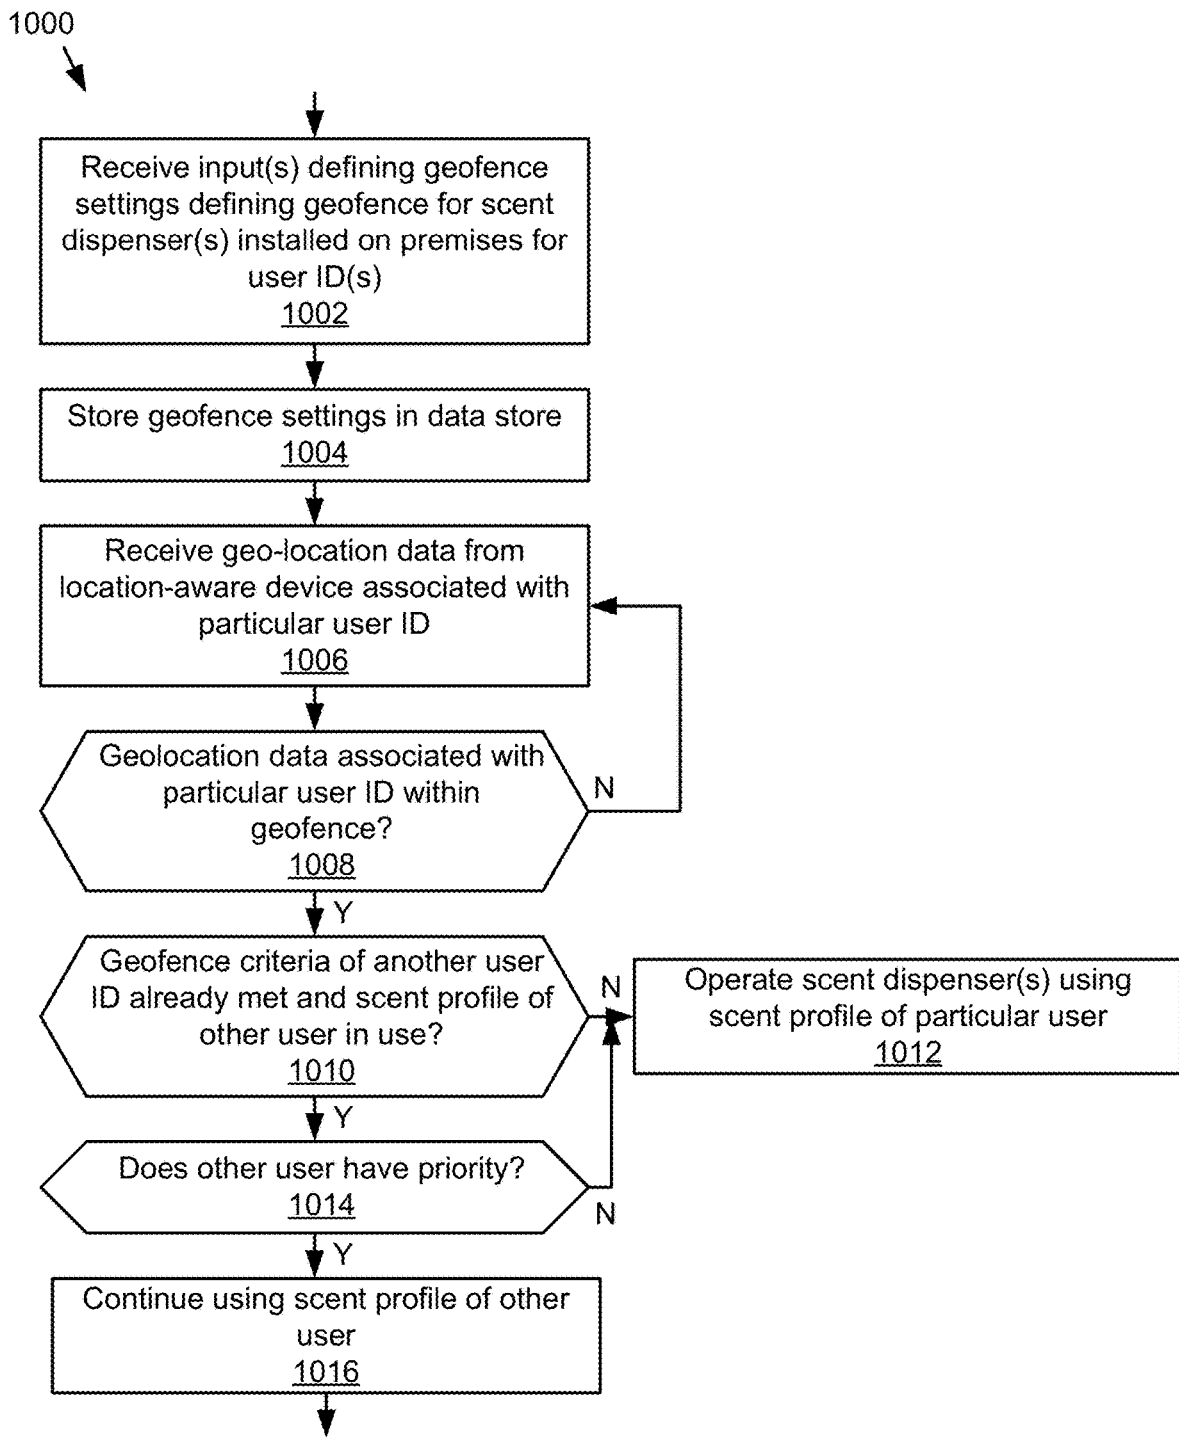 1000
Receive input(s) defining geofence
settings defining geofence for scent
dispenser(s) installed on premises for
user ID(s)
1002
Store geofence settings in data store
1004
Receive geo-location data from
location-aware device associated with
particular user ID
1006
Geolocation data associated with
particular user ID within
geofence?
1008
N
Y
Geofence criteria of another user
ID already met and scent profile of
other user in use?
1010
N
Operate scent dispenser(s) using
scent profile of particular user
1012
Y
Does other user have priority?
1014
N
Y
Continue using scent profile of other
user
1016